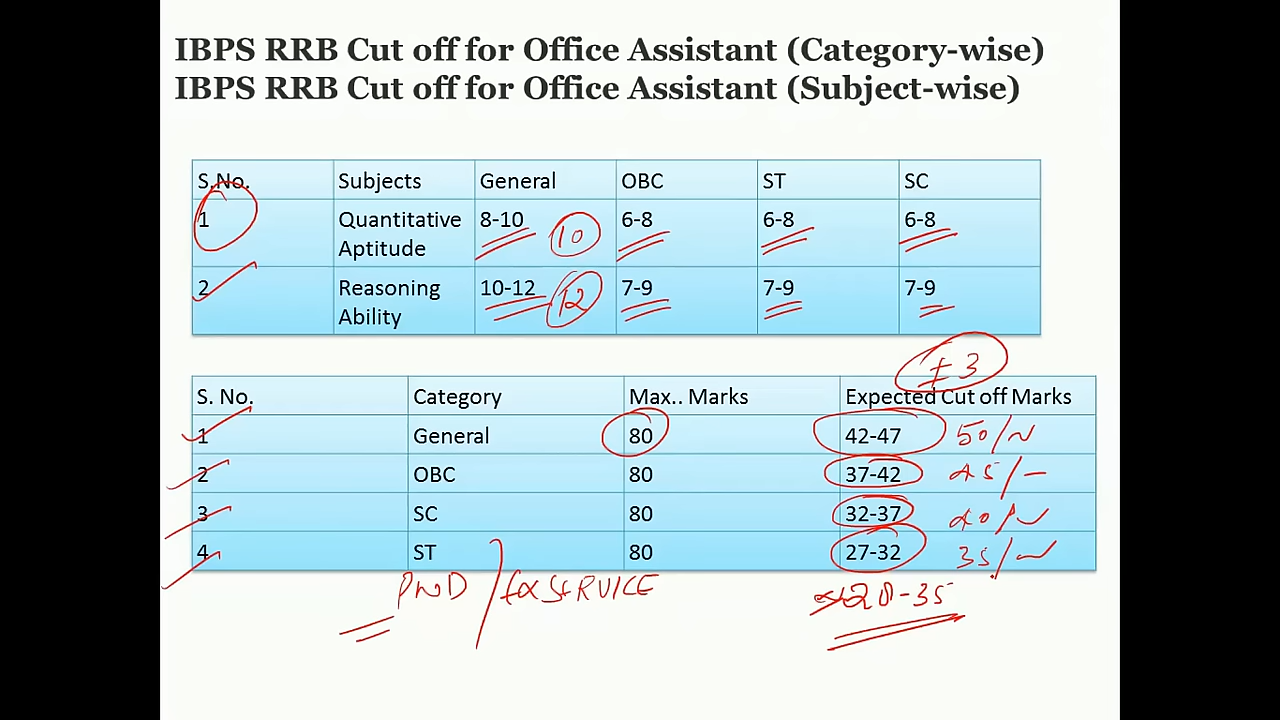 IBPS RRB Cut off for Office Assistant (Category-wise)
IBPS RRB Cut off for Office Assistant (Subject-wise)
S.No. Subjects General OBC ST SC
1 Quantitative Aptitude 8-10 10 6-8 6-8 6-8
2 Reasoning Ability 10-12 12 7-9 7-9 7-9
±3
S. No. Category Max.. Marks Expected Cut off Marks
1 General 80 42-47 50/
2 OBC 80 37-42 45/-
3 SC 80 32-37 40/
4 ST 80 27-32 35/
PWD / EXSERVICE 28-35